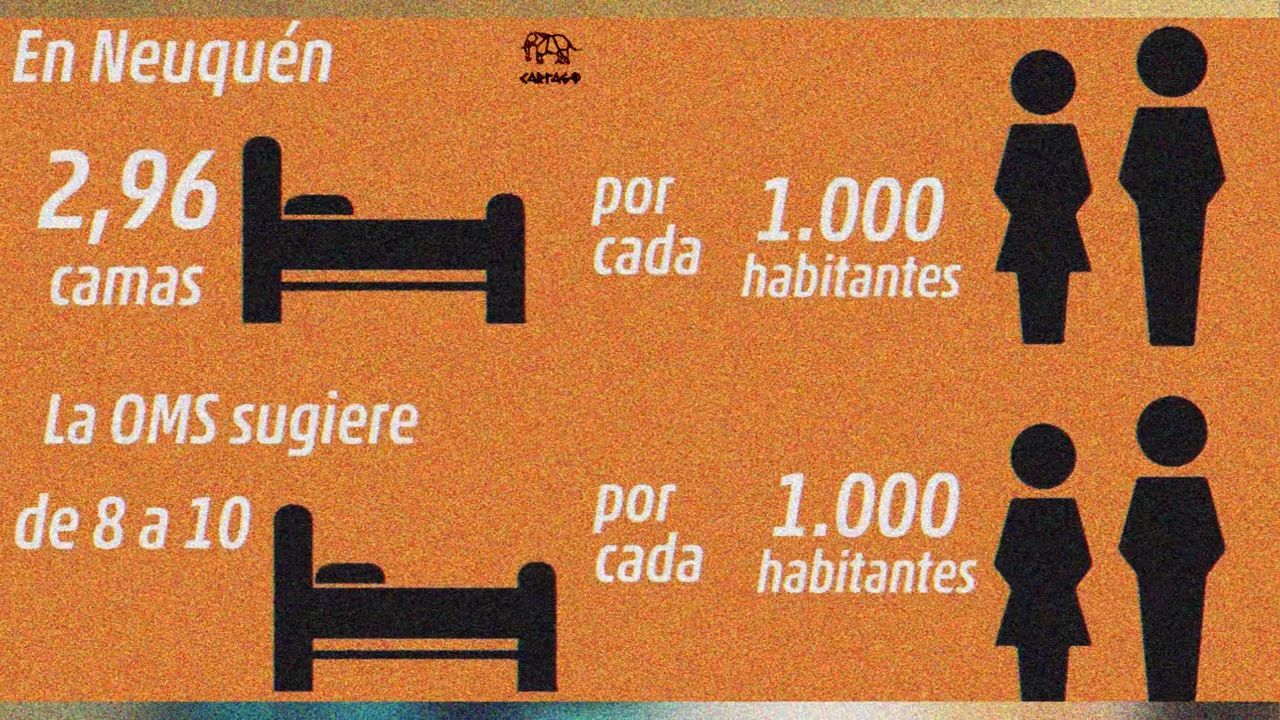 En Neuquén
CARTAGO
2,96
camas
por
cada
1.000
habitantes
La OMS sugiere
de 8 a 10
por
cada
1.000
habitantes